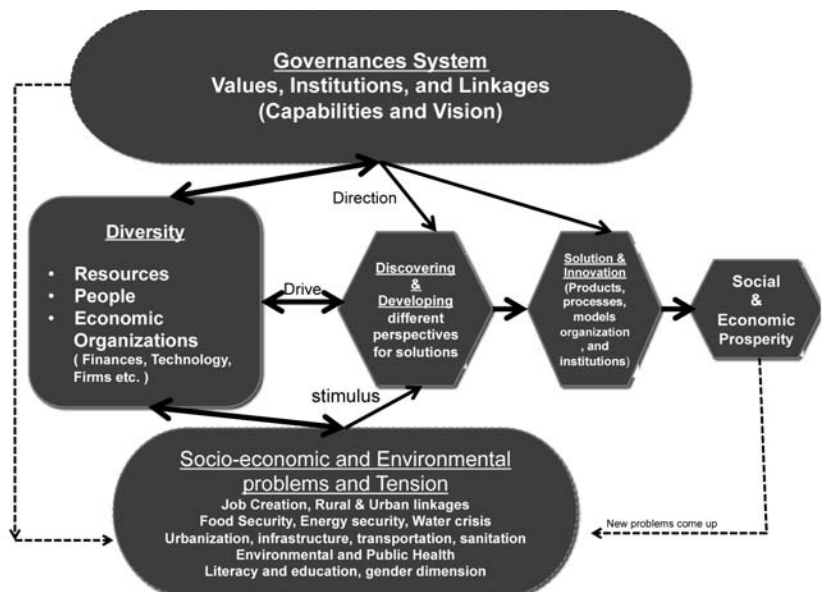 Governances System
Values, Institutions, and Linkages
(Capabilities and Vision)
Direction
Diversity
• Resources
• People
• Economic
Organizations
( Finances, Technology,
Firms etc. )
Drive
Discovering
&
Developing
different
perspectives
for solutions
Solution &
Innovation
(Products,
processes,
models
organization
, and
institutions)
Social
&
Economic
Prosperity
stimulus
Socio-economic and Environmental
problems and Tension
Job Creation, Rural & Urban linkages
Food Security, Energy security, Water crisis
Urbanization, infrastructure, transportation, sanitation
Environmental and Public Health
Literacy and education, gender dimension
New problems come up